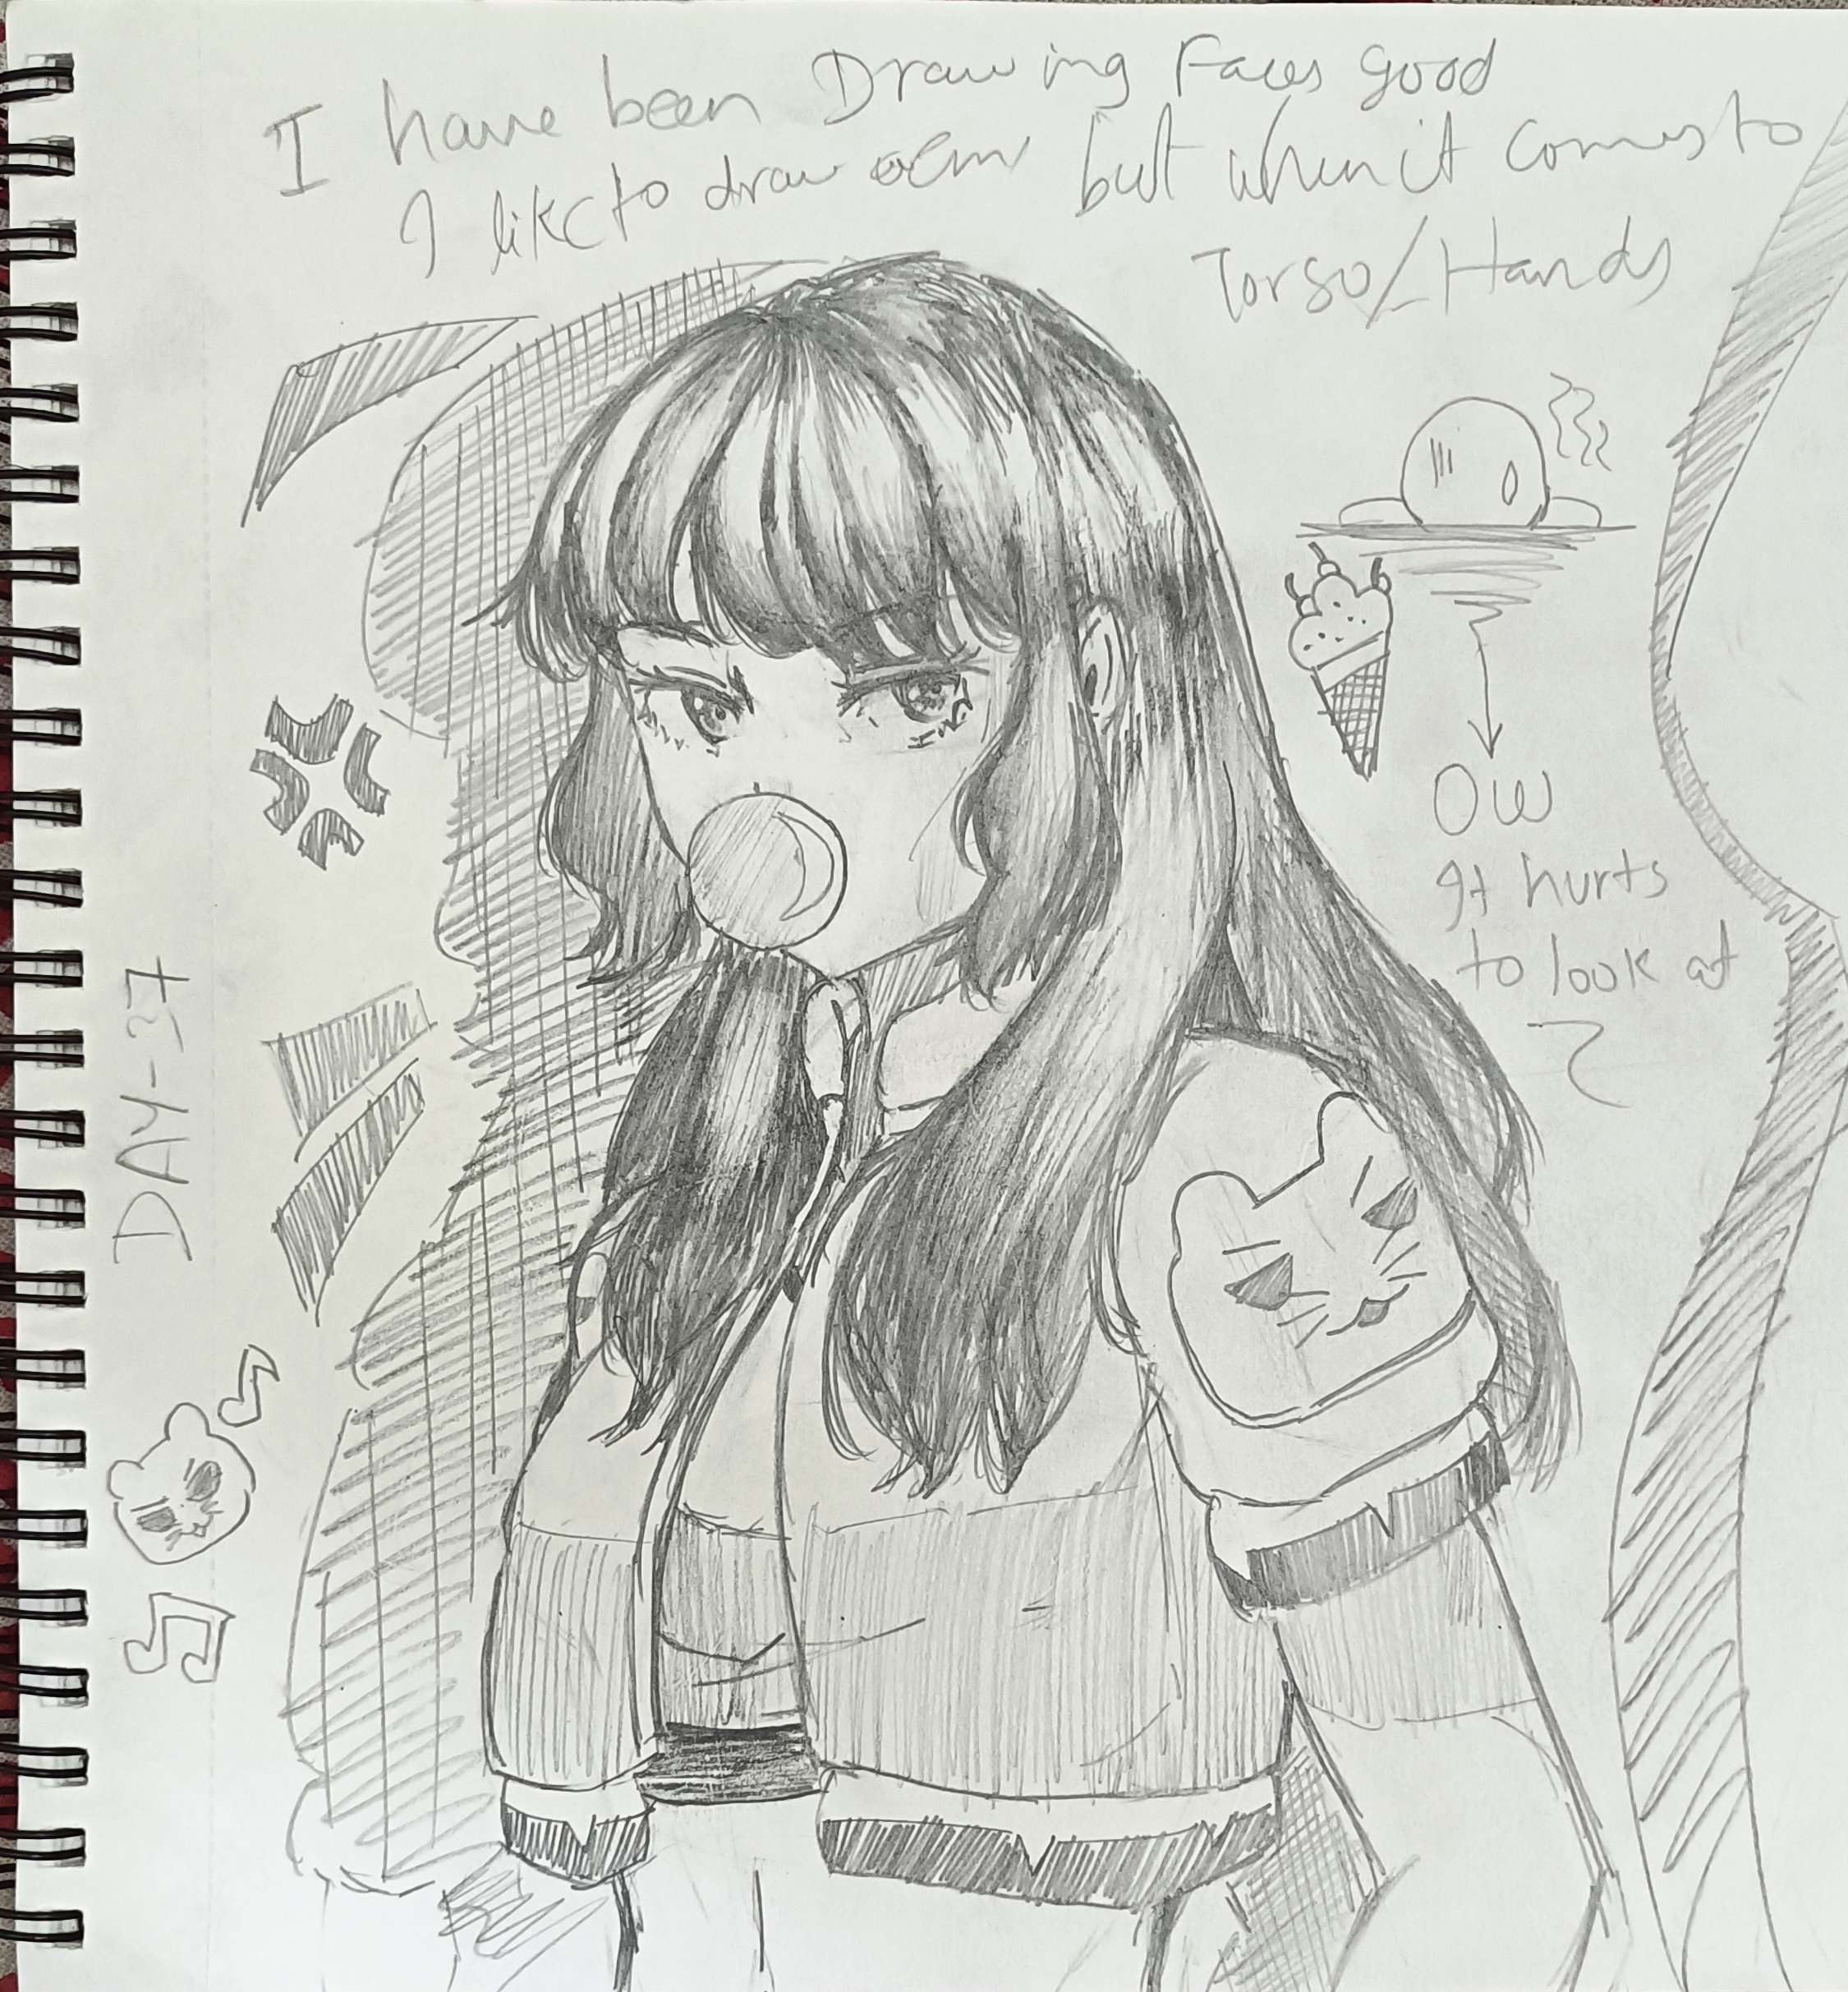 I have been Drawing Faces good
I like to draw em but when it comes to
Torso/Hands
OW
It hurts
to look at
DAY-37